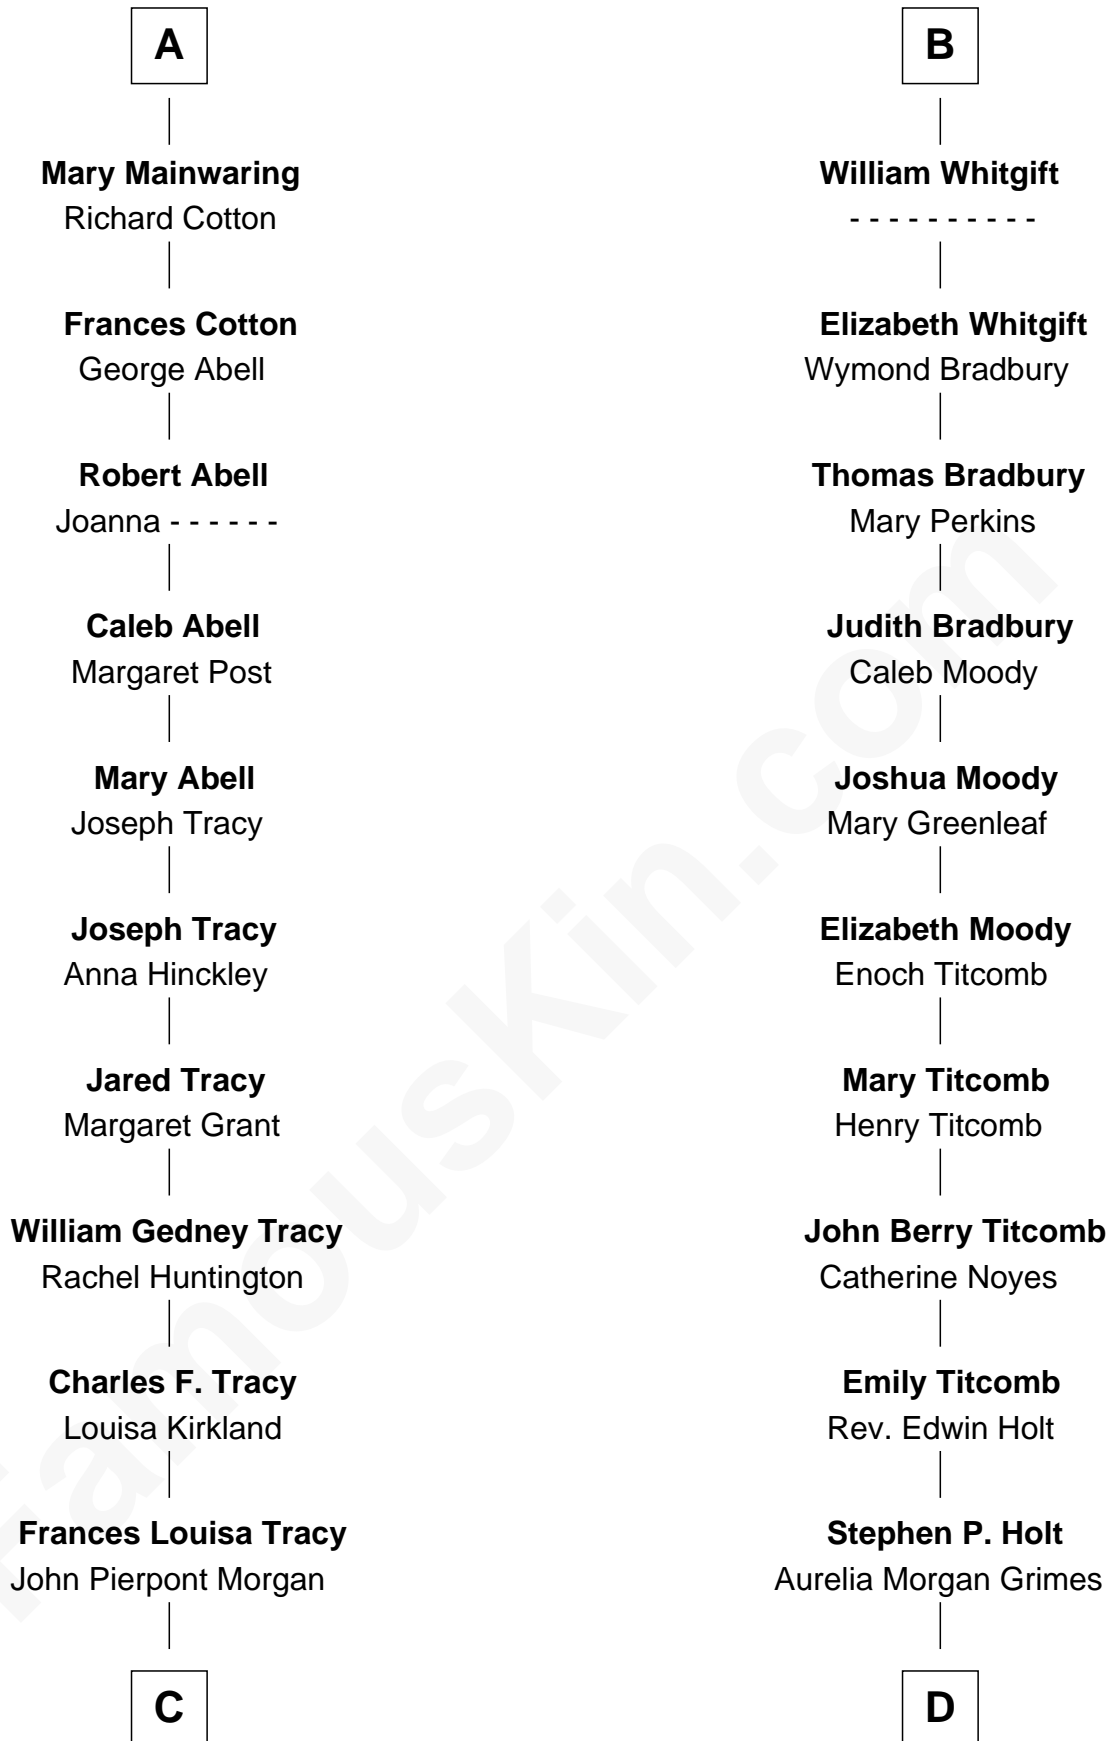 A
Mary Mainwaring
Richard Cotton
Frances Cotton
George Abell
Robert Abell
Joanna - - - - - -
Caleb Abell
Margaret Post
Mary Abell
Joseph Tracy
Joseph Tracy
Anna Hinckley
Jared Tracy
Margaret Grant
William Gedney Tracy
Rachel Huntington
Charles F. Tracy
Louisa Kirkland
Frances Louisa Tracy
John Pierpont Morgan
C
B
William Whitgift
- - - - - - - - - -
Elizabeth Whitgift
Wymond Bradbury
Thomas Bradbury
Mary Perkins
Judith Bradbury
Caleb Moody
Joshua Moody
Mary Greenleaf
Elizabeth Moody
Enoch Titcomb
Mary Titcomb
Henry Titcomb
John Berry Titcomb
Catherine Noyes
Emily Titcomb
Rev. Edwin Holt
Stephen P. Holt
Aurelia Morgan Grimes
D
FamousKin.com